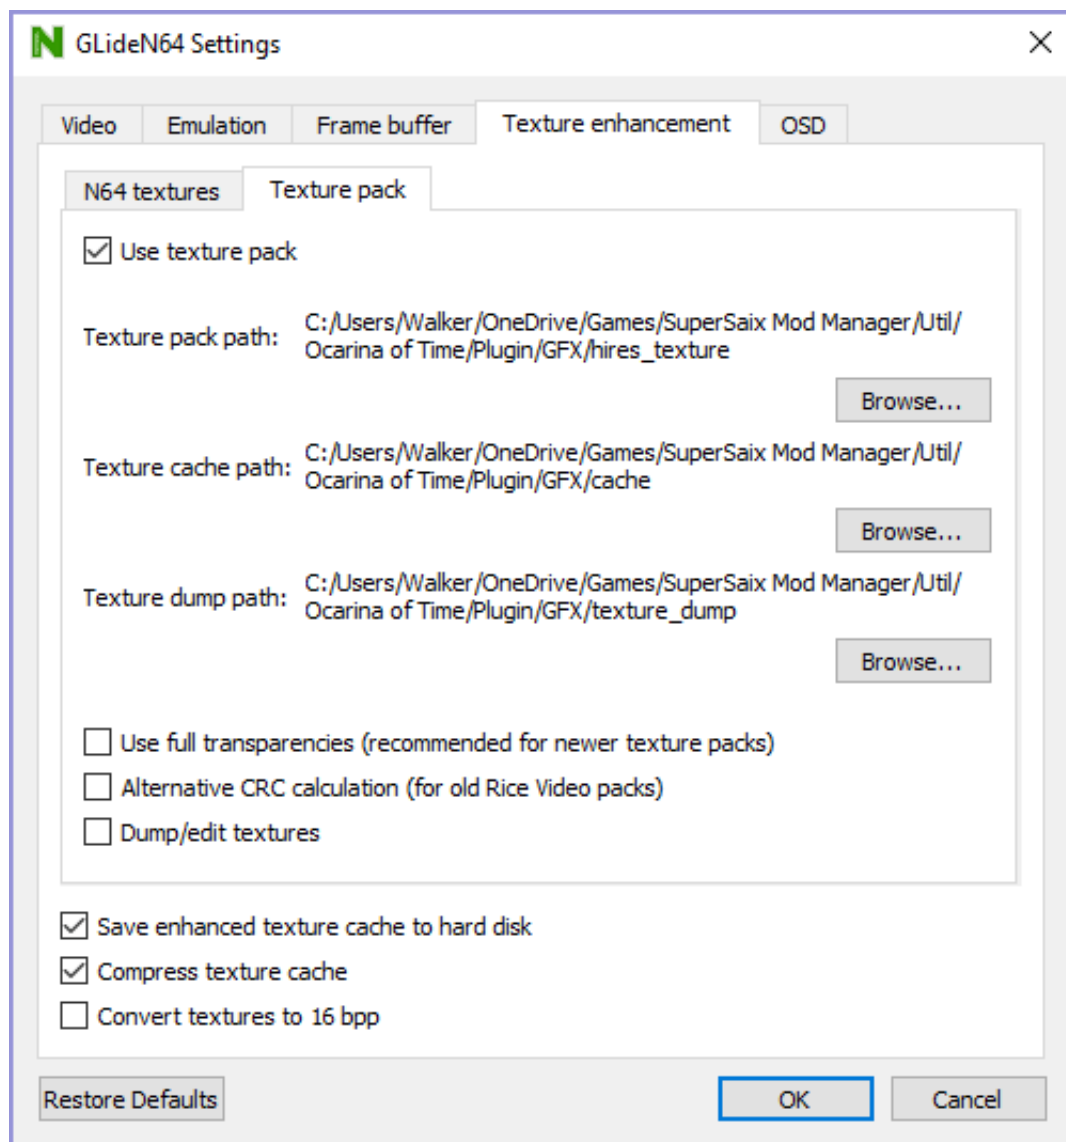 GLideN64 Settings
Video Emulation Frame buffer Texture enhancement OSD
N64 textures Texture pack
Use texture pack
Texture pack path: C:/Users/Walker/OneDrive/Games/SuperSaix Mod Manager/Util/
Ocarina of Time/Plugin/GFX/hires_texture
Browse...
Texture cache path: C:/Users/Walker/OneDrive/Games/SuperSaix Mod Manager/Util/
Ocarina of Time/Plugin/GFX/cache
Browse...
Texture dump path: C:/Users/Walker/OneDrive/Games/SuperSaix Mod Manager/Util/
Ocarina of Time/Plugin/GFX/texture_dump
Browse...
Use full transparencies (recommended for newer texture packs)
Alternative CRC calculation (for old Rice Video packs)
Dump/edit textures
Save enhanced texture cache to hard disk
Compress texture cache
Convert textures to 16 bpp
Restore Defaults OK Cancel